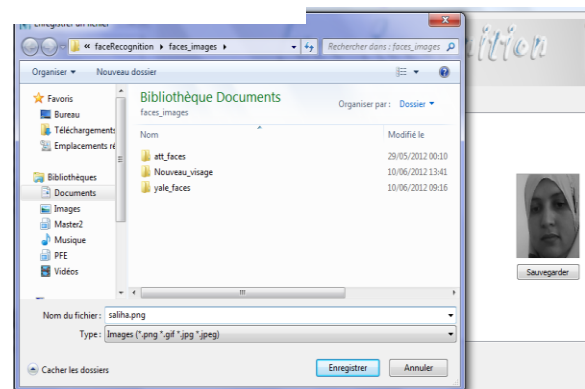 Enregistrer un fichier
« faceRecognition ▸ faces_images ▸
Rechercher dans : faces_images
Organiser ▾ Nouveau dossier
Favoris
Bureau
Téléchargements
Emplacements ré
Bibliothèques
Documents
Images
Master2
Musique
PFE
Vidéos
Bibliothèque Documents
faces_images
Organiser par : Dossier ▾
Nom Modifié le
att_faces 29/05/2012 00:10
Nouveau_visage 10/06/2012 13:41
yale_faces 10/06/2012 09:16
Nom du fichier : saliha.png
Type : Images (*.png *.gif *.jpg *.jpeg)
Cacher les dossiers
Enregistrer
Annuler
Sauvegarder